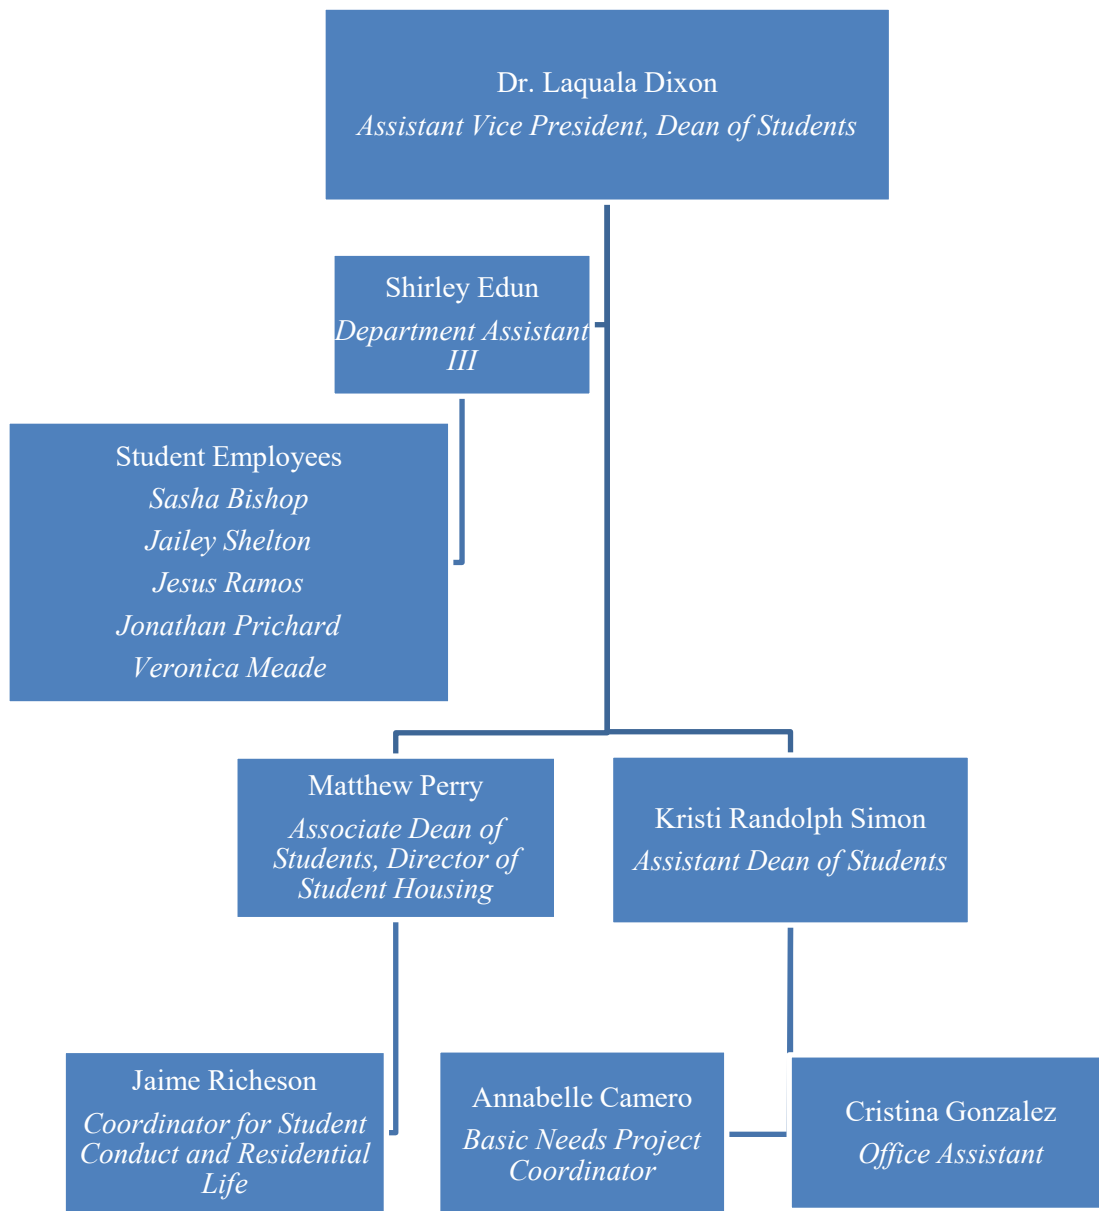 Dr. Laquala Dixon
Assistant Vice President, Dean of Students
Shirley Edun
Department Assistant
III
Student Employees
Sasha Bishop
Jailey Shelton
Jesus Ramos
Jonathan Prichard
Veronica Meade
Matthew Perry
Associate Dean of
Students, Director of
Student Housing
Kristi Randolph Simon
Assistant Dean of Students
Jaime Richeson
Coordinator for Student
Conduct and Residential
Life
Annabelle Camero
Basic Needs Project
Coordinator
Cristina Gonzalez
Office Assistant